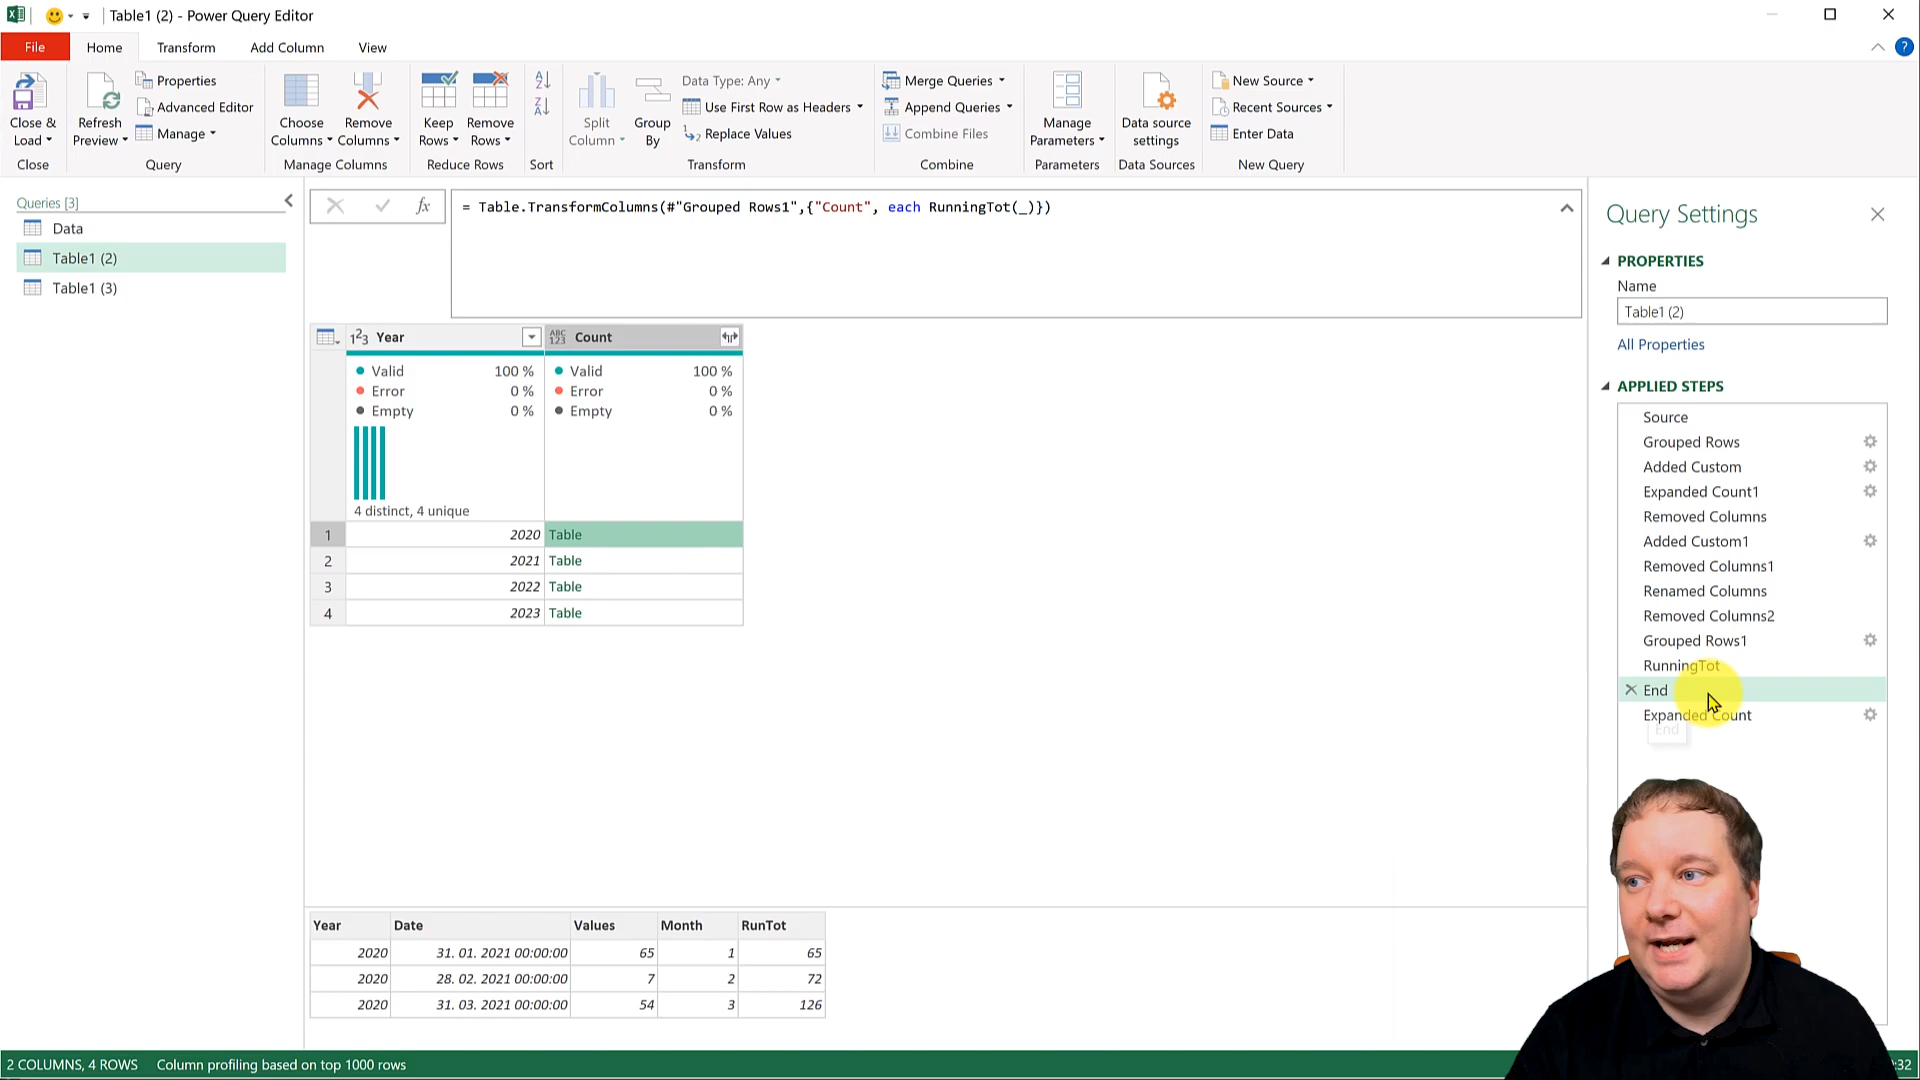 Table1 (2) - Power Query Editor
File Home Transform Add Column View
Close & Load
Close
Refresh Preview
Properties
Advanced Editor
Manage
Query
Choose Columns
Remove Columns
Manage Columns
Keep Rows
Remove Rows
Reduce Rows
Sort
Split Column
Group By
Data Type: Any
Use First Row as Headers
Replace Values
Transform
Merge Queries
Append Queries
Combine Files
Combine
Manage Parameters
Parameters
Data source settings
Data Sources
New Source
Recent Sources
Enter Data
New Query
Queries [3]
Data
Table1 (2)
Table1 (3)
fx = Table.TransformColumns(#"Grouped Rows1",{"Count", each RunningTot(_)})
1²3 Year ABC 123 Count
Valid 100 % Valid 100 %
Error 0 % Error 0 %
Empty 0 % Empty 0 %
4 distinct, 4 unique
1 2020 Table
2 2021 Table
3 2022 Table
4 2023 Table
Year Date Values Month RunTot
2020 31. 01. 2021 00:00:00 65 1 65
2020 28. 02. 2021 00:00:00 7 2 72
2020 31. 03. 2021 00:00:00 54 3 126
Query Settings
PROPERTIES
Name
Table1 (2)
All Properties
APPLIED STEPS
Source
Grouped Rows
Added Custom
Expanded Count1
Removed Columns
Added Custom1
Removed Columns1
Renamed Columns
Removed Columns2
Grouped Rows1
RunningTot
End
Expanded Count
End
2 COLUMNS, 4 ROWS Column profiling based on top 1000 rows
:32